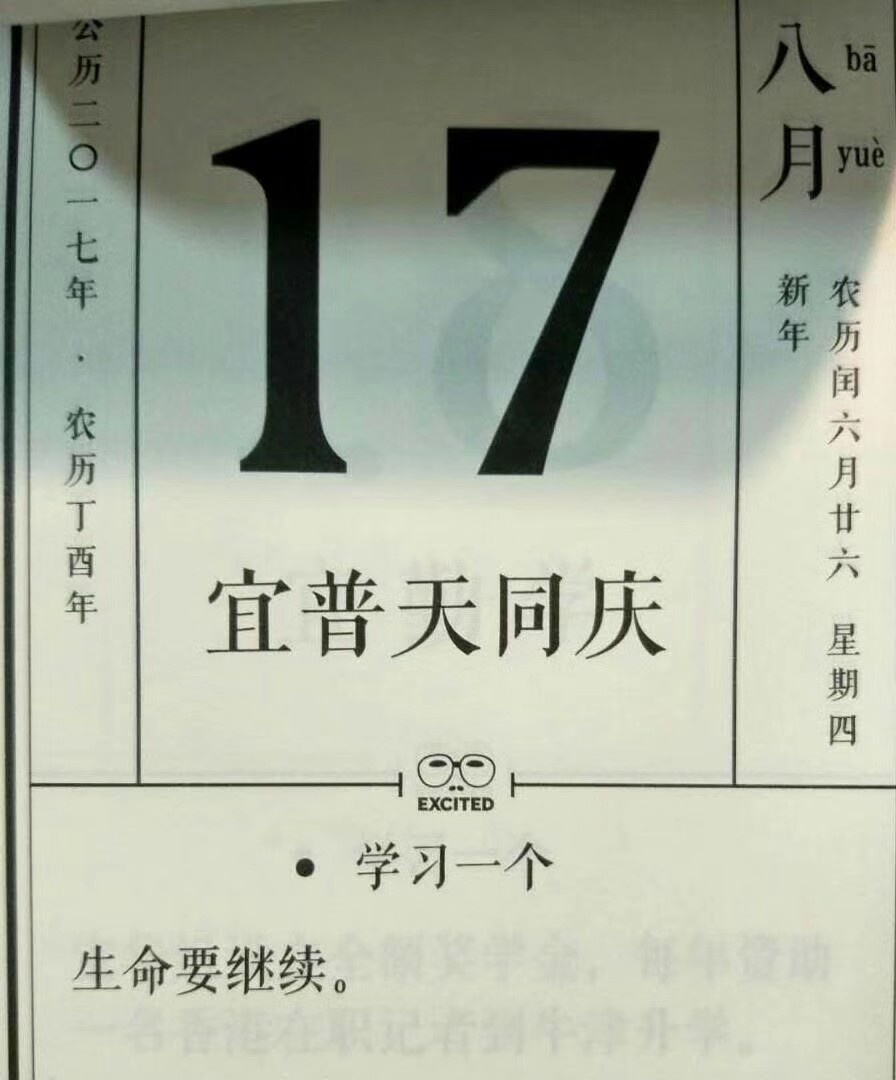 公历二〇一七年 · 农历丁酉年
17
八月
bā
yuè
农历闰六月廿六 星期四
新年
宜普天同庆
EXCITED
• 学习一个
生命要继续。